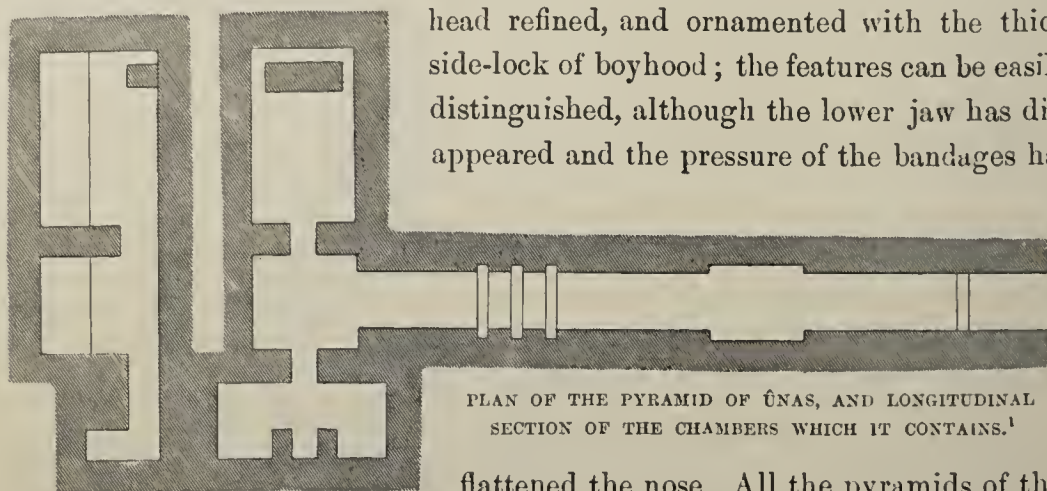 head refined, and ornamented with the thic
side-lock of boyhood; the features can be easil
distinguished, although the lower jaw has di
appeared and the pressure of the bandages ha
PLAN OF THE PYRAMID OF ÛNAS, AND LONGITUDINAL
SECTION OF THE CHAMBERS WHICH IT CONTAINS.¹
flattened the nose. All the pyramids of th